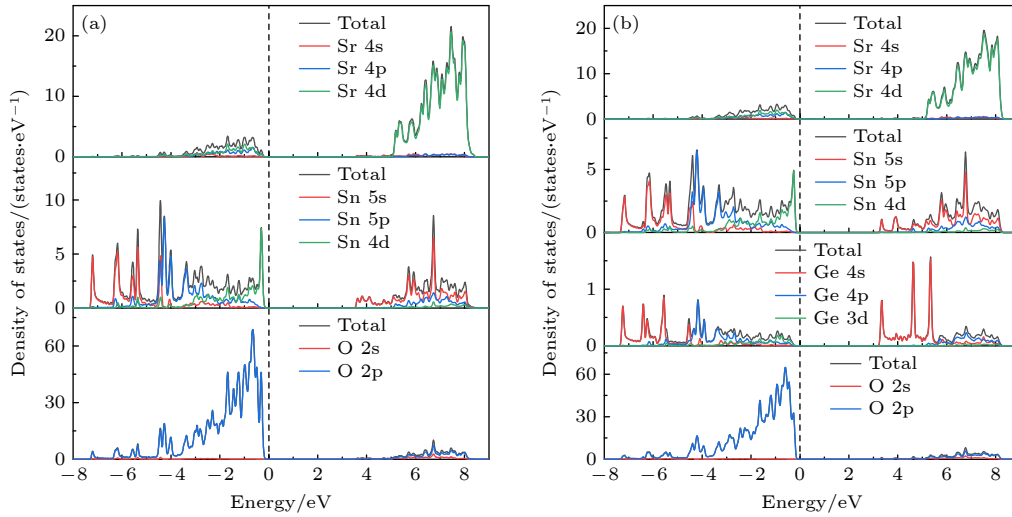 (a)
Total
Sr 4s
Sr 4p
Sr 4d
20
10
0
Total
Sn 5s
Sn 5p
Sn 4d
10
5
0
Total
O 2s
O 2p
60
30
0
−8 −6 −4 −2 0 2 4 6 8
Energy/eV
Density of states/(states·eV−1)
(b)
Total
Sr 4s
Sr 4p
Sr 4d
20
10
0
Total
Sn 5s
Sn 5p
Sn 4d
5
0
Total
Ge 4s
Ge 4p
Ge 3d
1
0
Total
O 2s
O 2p
60
30
0
−8 −6 −4 −2 0 2 4 6 8
Energy/eV
Density of states/(states·eV−1)